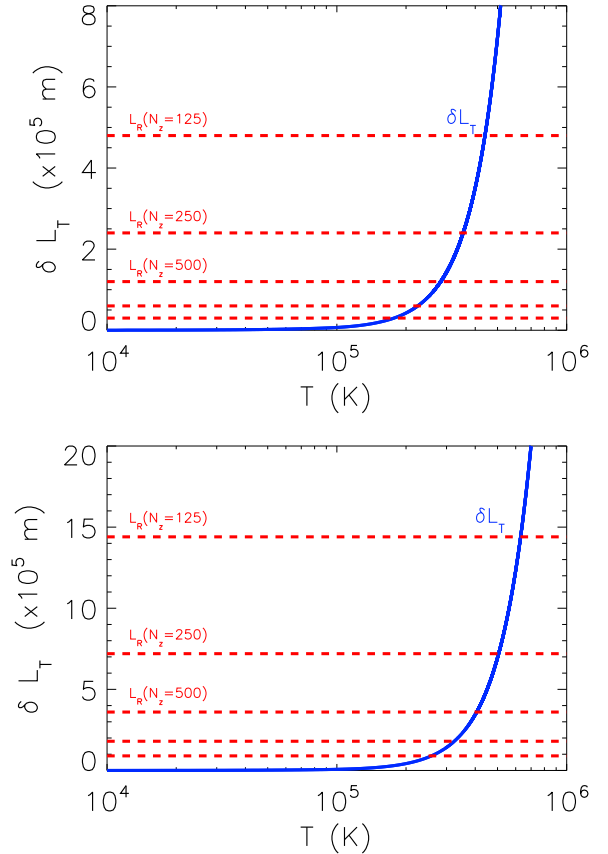 8
6
4
2
0
δ L_T (x10^5 m)
L_R(N_z=125)
δL_T
L_R(N_z=250)
L_R(N_z=500)
10^4
10^5
10^6
T (K)
20
15
10
5
0
δ L_T (x10^5 m)
L_R(N_z=125)
δL_T
L_R(N_z=250)
L_R(N_z=500)
10^4
10^5
10^6
T (K)